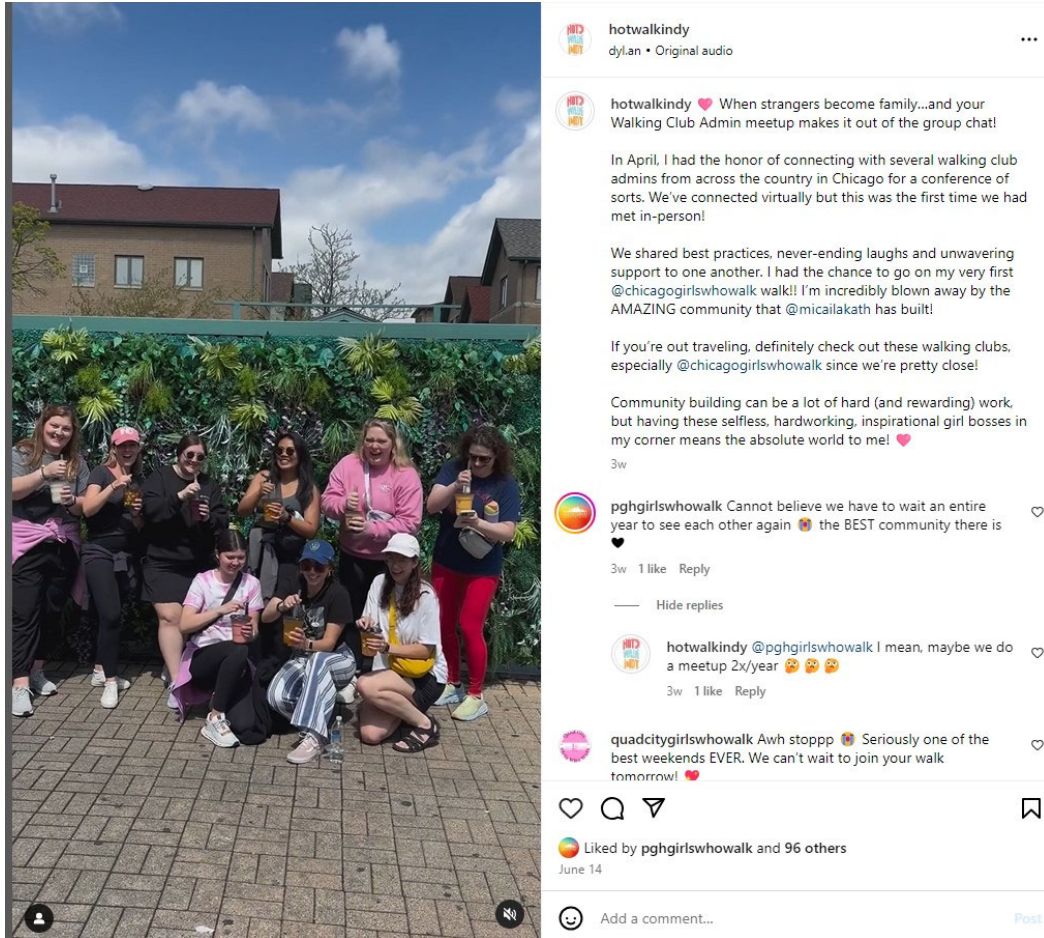 HOT WALK INDY
hotwalkindy
dyl.an • Original audio
HOT WALK INDY
hotwalkindy 💗 When strangers become family...and your
Walking Club Admin meetup makes it out of the group chat!
In April, I had the honor of connecting with several walking club
admins from across the country in Chicago for a conference of
sorts. We've connected virtually but this was the first time we had
met in-person!
We shared best practices, never-ending laughs and unwavering
support to one another. I had the chance to go on my very first
@chicagogirlswhowalk walk!! I'm incredibly blown away by the
AMAZING community that @micailakath has built!
If you're out traveling, definitely check out these walking clubs,
especially @chicagogirlswhowalk since we're pretty close!
Community building can be a lot of hard (and rewarding) work,
but having these selfless, hardworking, inspirational girl bosses in
my corner means the absolute world to me! 💗
3w
pghgirlswhowalk Cannot believe we have to wait an entire
year to see each other again 😭 the BEST community there is
🖤
3w 1 like Reply
Hide replies
HOT WALK INDY
hotwalkindy @pghgirlswhowalk I mean, maybe we do
a meetup 2x/year 🫣 🫣 🫣
3w 1 like Reply
quadcitygirlswhowalk Awh stoppp 😭 Seriously one of the
best weekends EVER. We can't wait to join your walk
tomorrow! 💖
Liked by pghgirlswhowalk and 96 others
June 14
Add a comment...
Post